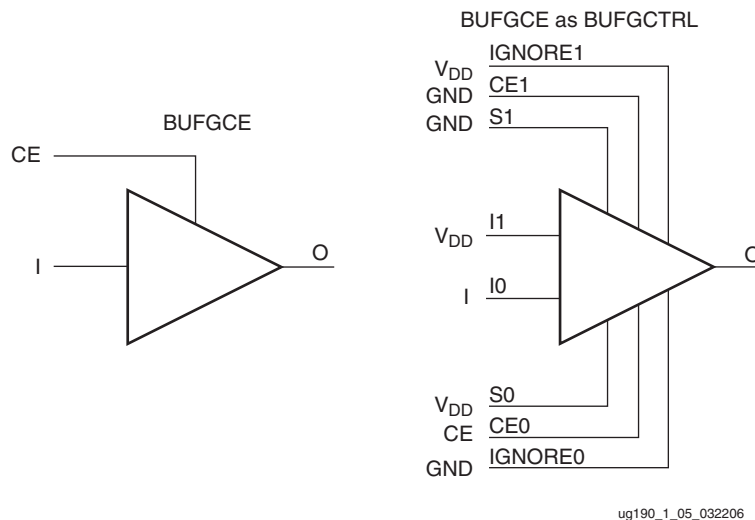 BUFGCE as BUFGCTRL
VDD IGNORE1
GND CE1
GND S1
BUFGCE
CE
VDD I1
I O
I I0
O
VDD S0
CE CE0
GND IGNORE0
ug190_1_05_032206